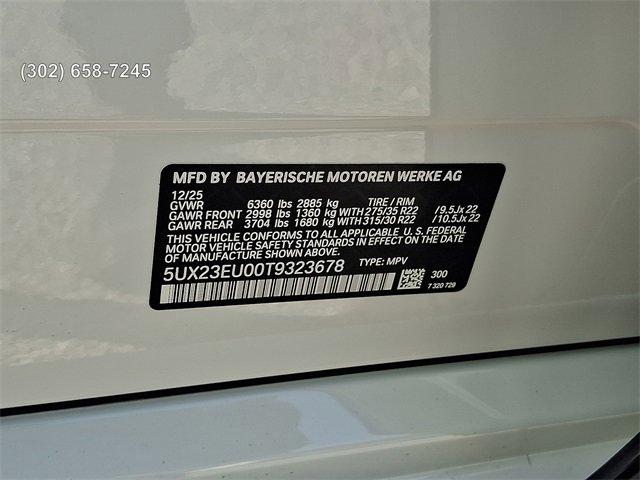 (302) 658-7245
MFD BY BAYERISCHE MOTOREN WERKE AG
12/25
GVWR 6360 lbs 2885 kg TIRE / RIM
GAWR FRONT 2998 lbs 1360 kg WITH 275/35 R22 / 9.5Jx 22
GAWR REAR 3704 lbs 1680 kg WITH 315/30 R22 / 10.5Jx 22
THIS VEHICLE CONFORMS TO ALL APPLICABLE U. S. FEDERAL
MOTOR VEHICLE SAFETY STANDARDS IN EFFECT ON THE DATE OF
MANUFACTURE SHOWN ABOVE.
5UX23EU00T9323678 TYPE: MPV
300
7 320 729